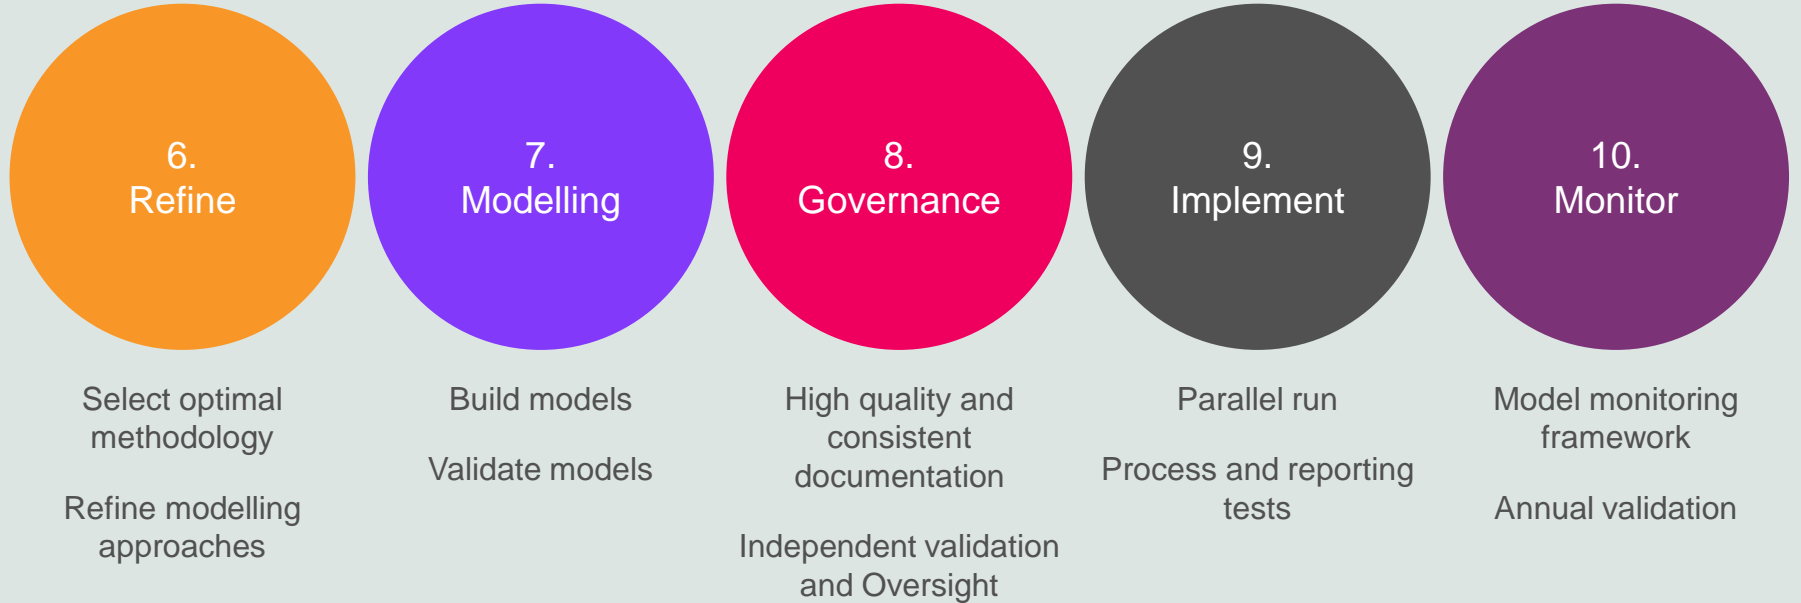 6.
Refine
7.
Modelling
8.
Governance
9.
Implement
10.
Monitor
Select optimal
methodology
Refine modelling
approaches
Build models
Validate models
High quality and
consistent
documentation
Independent validation
and Oversight
Parallel run
Process and reporting
tests
Model monitoring
framework
Annual validation